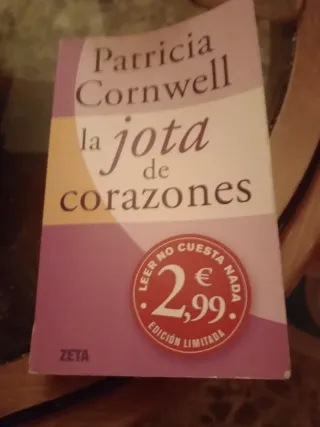 Patricia
Cornwell
la jota
de
corazones
LEER NO CUESTA NADA
2,99 €
EDICIÓN LIMITADA
ZETA